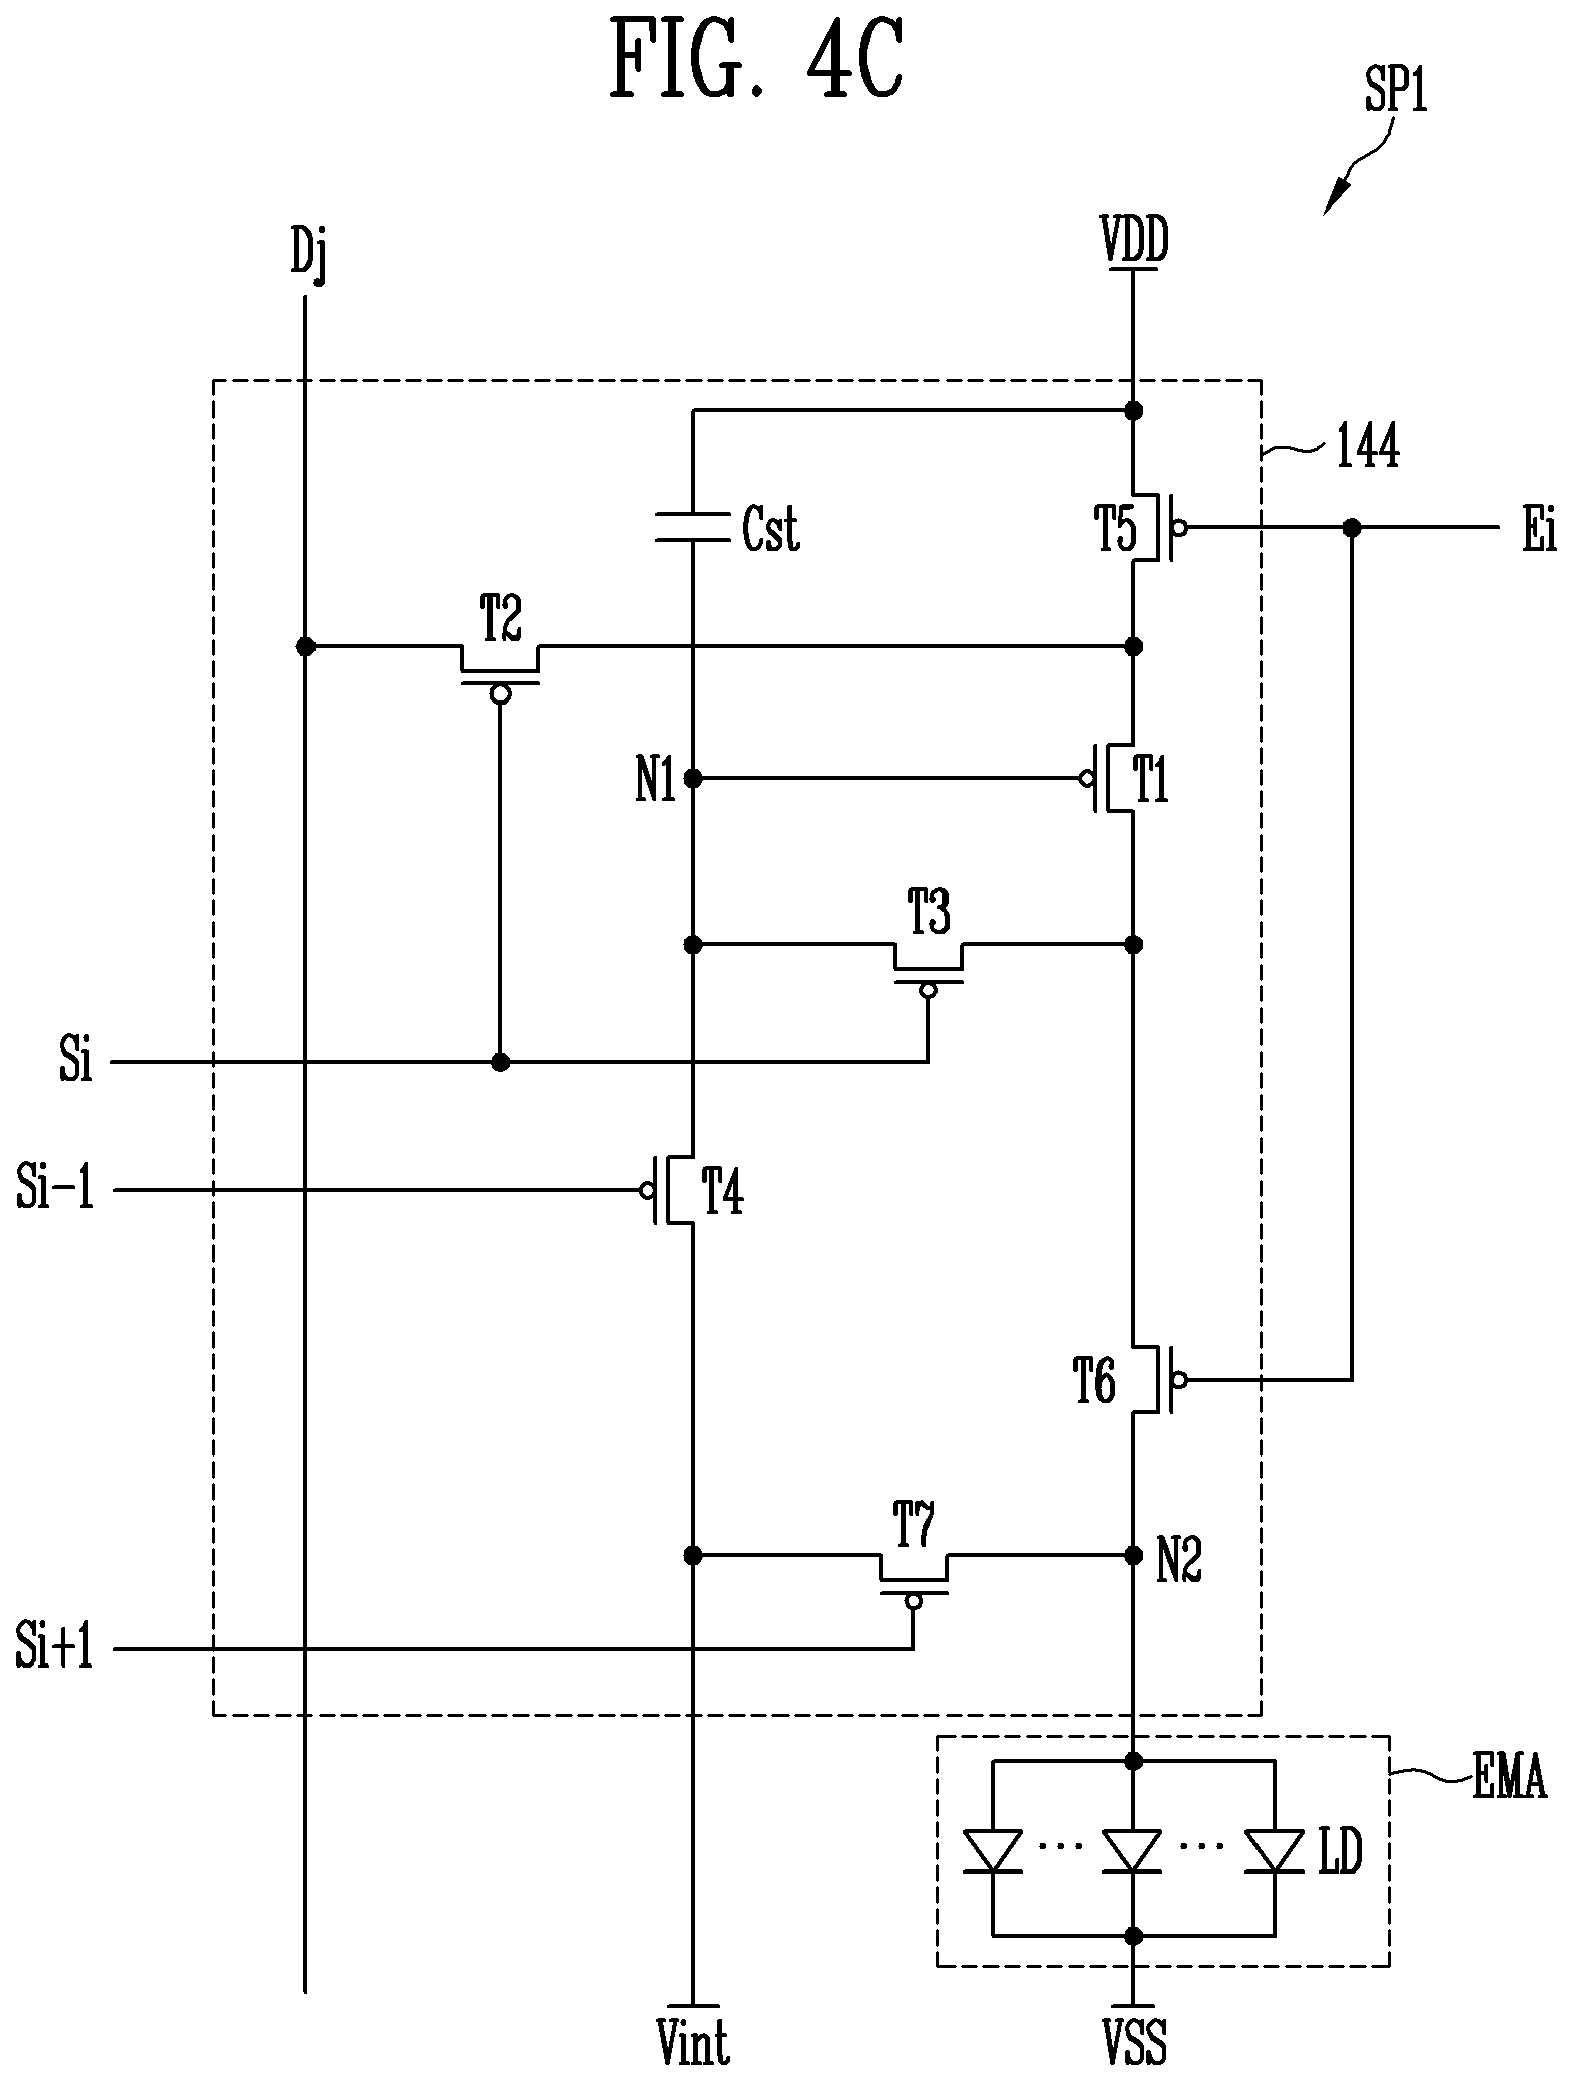 FIG. 4C
SP1
Dj
VDD
144
Cst
T5
Ei
T2
N1
T1
T3
Si
Si-1
T4
T6
T7
N2
Si+1
EMA
LD
Vint
VSS